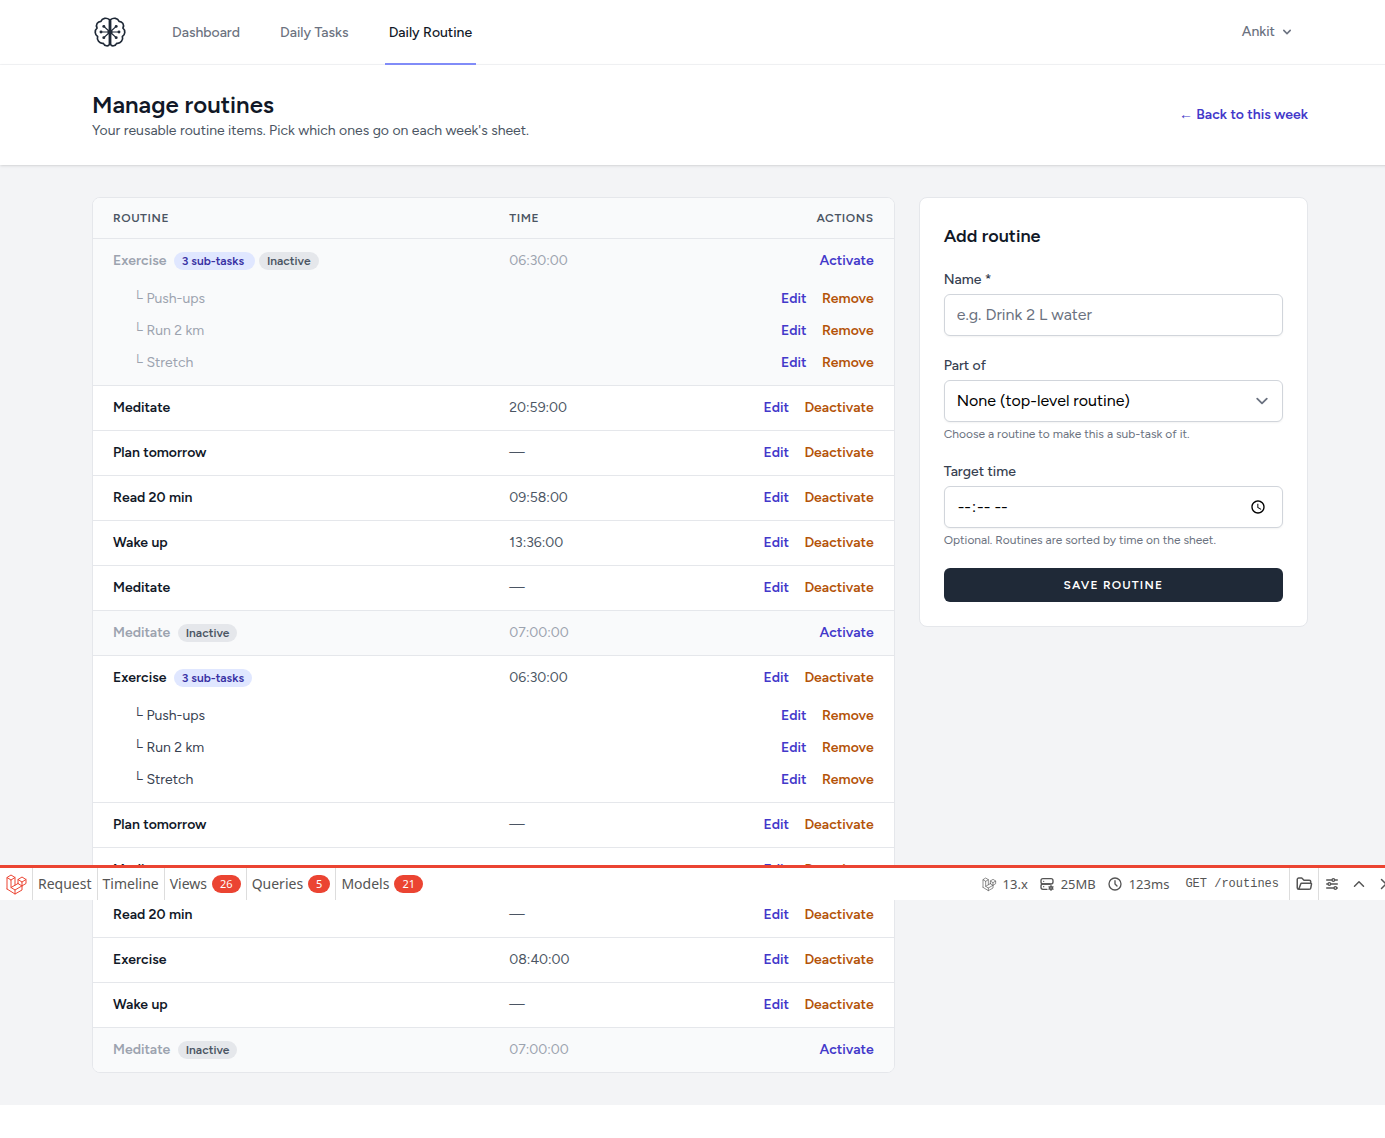 Dashboard Daily Tasks Daily Routine Ankit
Manage routines
Your reusable routine items. Pick which ones go on each week's sheet.
← Back to this week
ROUTINE TIME ACTIONS
Exercise 3 sub-tasks Inactive 06:30:00 Activate
└ Push-ups Edit Remove
└ Run 2 km Edit Remove
└ Stretch Edit Remove
Meditate 20:59:00 Edit Deactivate
Plan tomorrow — Edit Deactivate
Read 20 min 09:58:00 Edit Deactivate
Wake up 13:36:00 Edit Deactivate
Meditate — Edit Deactivate
Meditate Inactive 07:00:00 Activate
Exercise 3 sub-tasks 06:30:00 Edit Deactivate
└ Push-ups Edit Remove
└ Run 2 km Edit Remove
└ Stretch Edit Remove
Plan tomorrow — Edit Deactivate
Request Timeline Views 26 Queries 5 Models 21 13.x 25MB 123ms GET /routines
Read 20 min — Edit Deactivate
Exercise 08:40:00 Edit Deactivate
Wake up — Edit Deactivate
Meditate Inactive 07:00:00 Activate
Add routine
Name *
e.g. Drink 2 L water
Part of
None (top-level routine)
Choose a routine to make this a sub-task of it.
Target time
--:-- --
Optional. Routines are sorted by time on the sheet.
SAVE ROUTINE